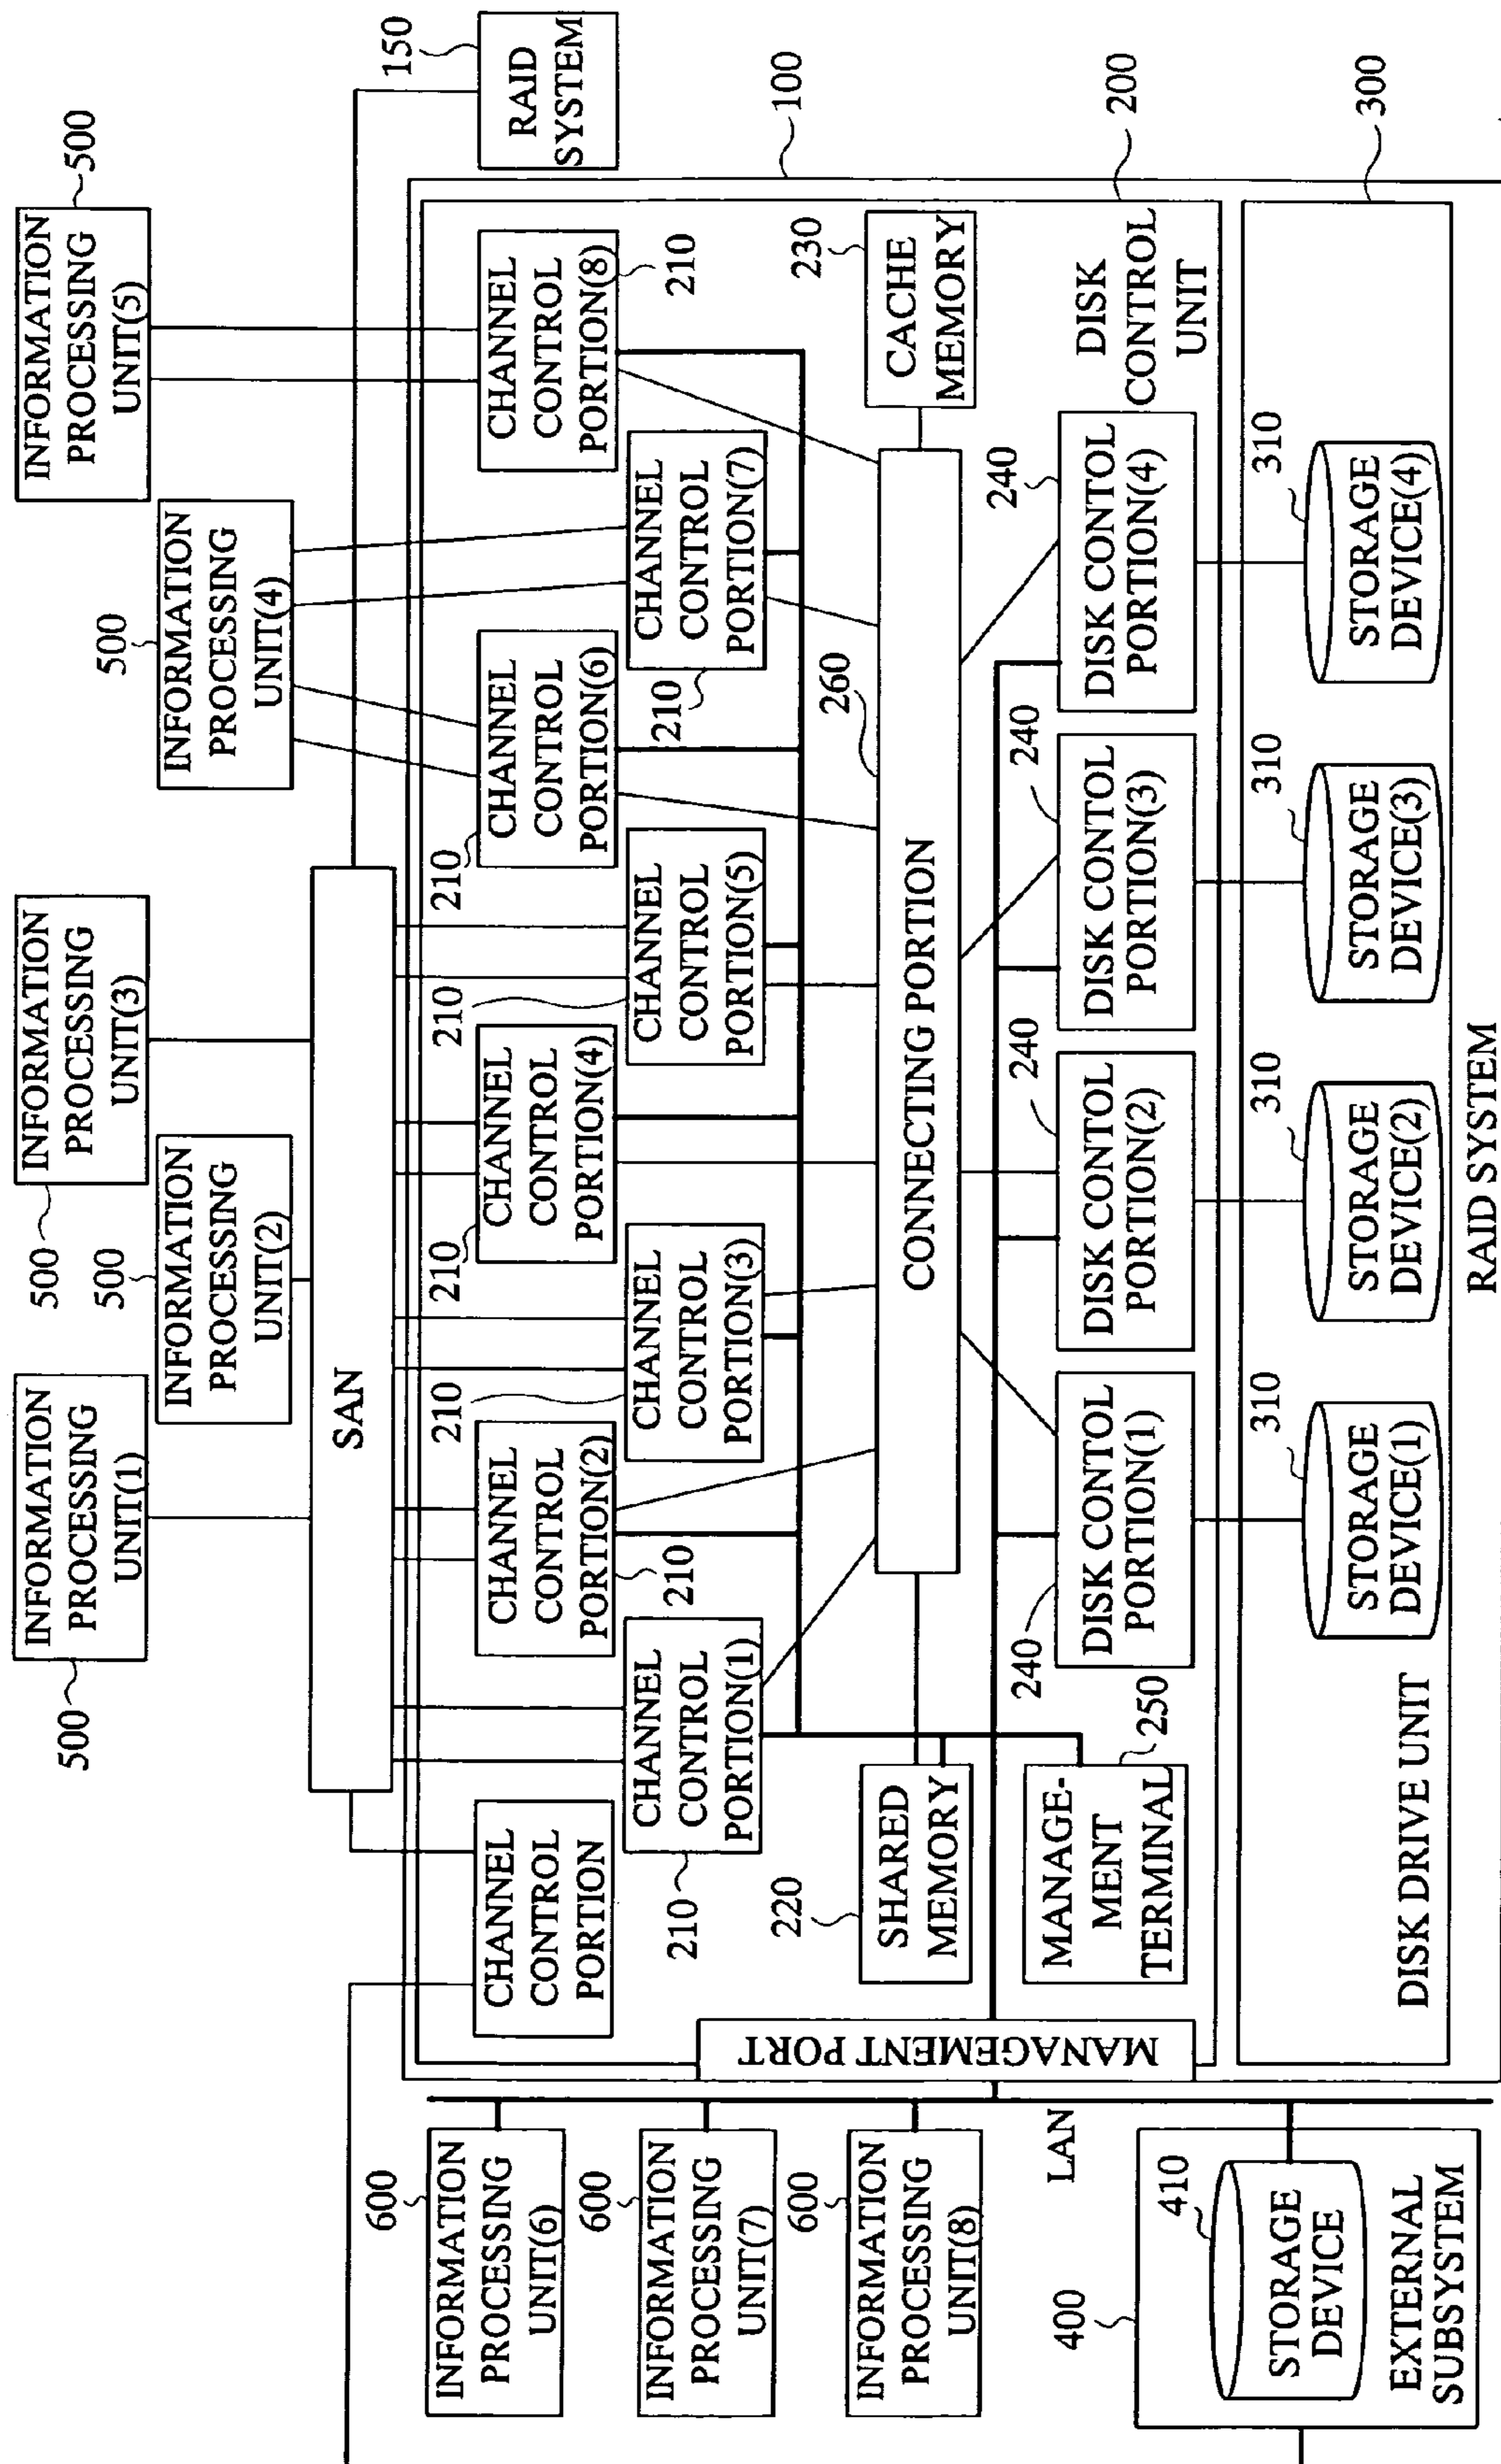 500
INFORMATION
PROCESSING
UNIT(1)
500
INFORMATION
PROCESSING
UNIT(2)
500
INFORMATION
PROCESSING
UNIT(3)
500
INFORMATION
PROCESSING
UNIT(4)
INFORMATION
PROCESSING
UNIT(5)
500
SAN
150
RAID
SYSTEM
100
CHANNEL
CONTROL
PORTION
CHANNEL
CONTROL
PORTION(1)
210
CHANNEL
CONTROL
PORTION(2)
210
CHANNEL
CONTROL
PORTION(3)
210
CHANNEL
CONTROL
PORTION(4)
210
CHANNEL
CONTROL
PORTION(5)
210
CHANNEL
CONTROL
PORTION(6)
210
CHANNEL
CONTROL
PORTION(7)
210
CHANNEL
CONTROL
PORTION(8)
210
220
SHARED
MEMORY
CONNECTING PORTION
260
CACHE
MEMORY
230
MANAGE-
MENT
TERMINAL
250
240
DISK CONTOL
PORTION(1)
240
DISK CONTOL
PORTION(2)
240
DISK CONTOL
PORTION(3)
240
DISK CONTOL
PORTION(4)
DISK
CONTROL
UNIT
200
MANAGEMENT PORT
DISK DRIVE UNIT
STORAGE
DEVICE(1)
310
STORAGE
DEVICE(2)
310
STORAGE
DEVICE(3)
310
STORAGE
DEVICE(4)
310
300
RAID SYSTEM
600
INFORMATION
PROCESSING
UNIT(6)
600
INFORMATION
PROCESSING
UNIT(7)
600
INFORMATION
PROCESSING
UNIT(8)
LAN
400
410
STORAGE
DEVICE
EXTERNAL
SUBSYSTEM